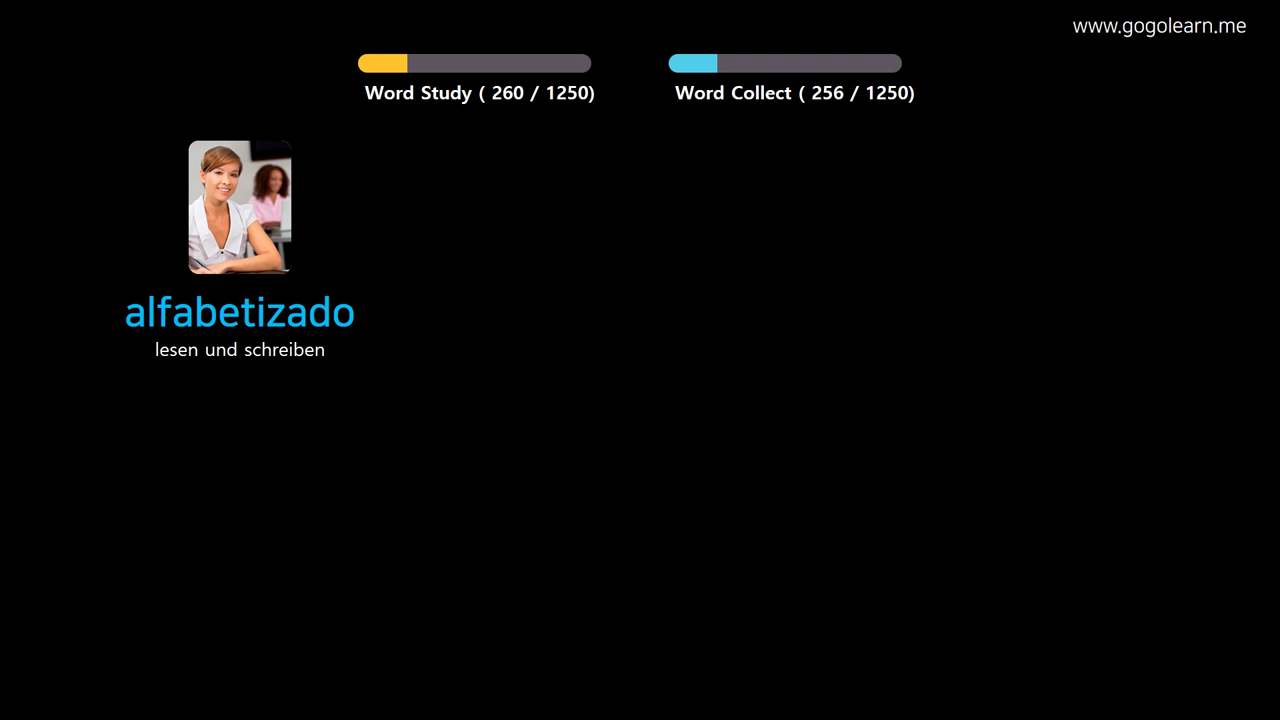 www.gogolearn.me
Word Study ( 260 / 1250)
Word Collect ( 256 / 1250)
alfabetizado
lesen und schreiben